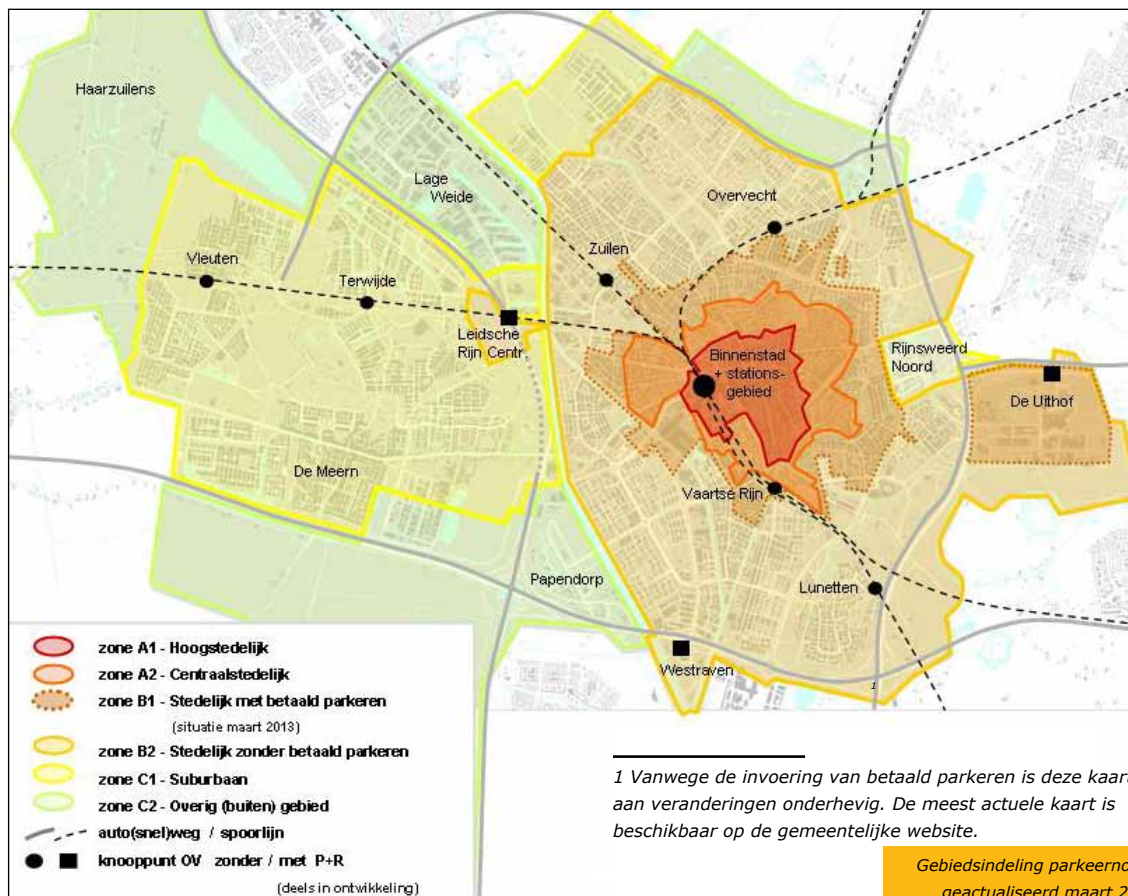 Haarzuilens
Lage
Weide
Overvecht
Zuilen
Vleuten
Terwijde
Leidsche
Rijn Centr.
Binnenstad
+ stations-
gebied
Rijnsweerd
Noord
De Uithof
De Meern
Vaartse Rijn
Papendorp
Lunetten
Westraven
1
zone A1 - Hoogstedelijk
zone A2 - Centraalstedelijk
zone B1 - Stedelijk met betaald parkeren
(situatie maart 2013)
zone B2 - Stedelijk zonder betaald parkeren
zone C1 - Suburbaan
zone C2 - Overig (buiten) gebied
auto(snel)weg / spoorlijn
knooppunt OV zonder / met P+R
(deels in ontwikkeling)
1 Vanwege de invoering van betaald parkeren is deze kaart
aan veranderingen onderhevig. De meest actuele kaart is
beschikbaar op de gemeentelijke website.
Gebiedsindeling
geactualiseerd maart